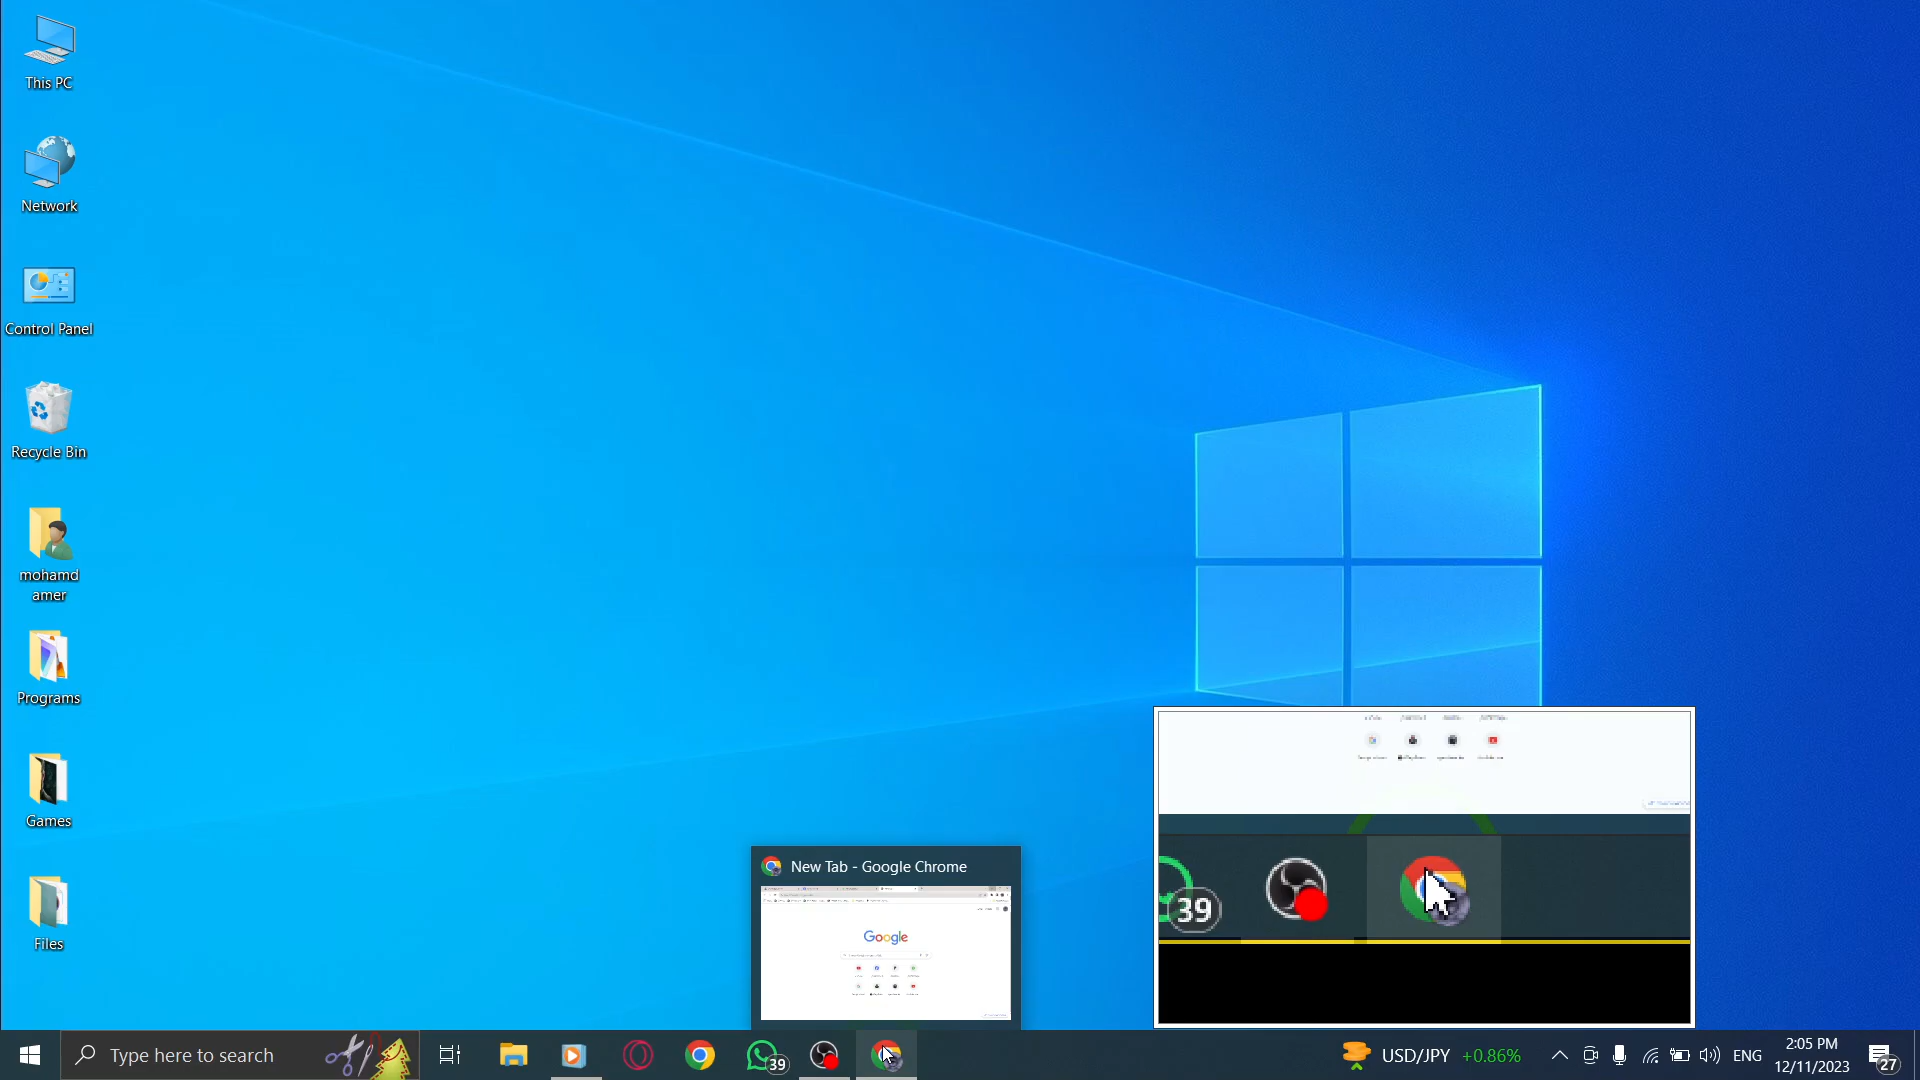 This PC
Network
Control Panel
Recycle Bin
mohamd
amer
Programs
Games
Files
New Tab - Google Chrome
Google
39
Type here to search
39
USD/JPY +0.86%
ENG
2:05 PM
12/11/2023
27